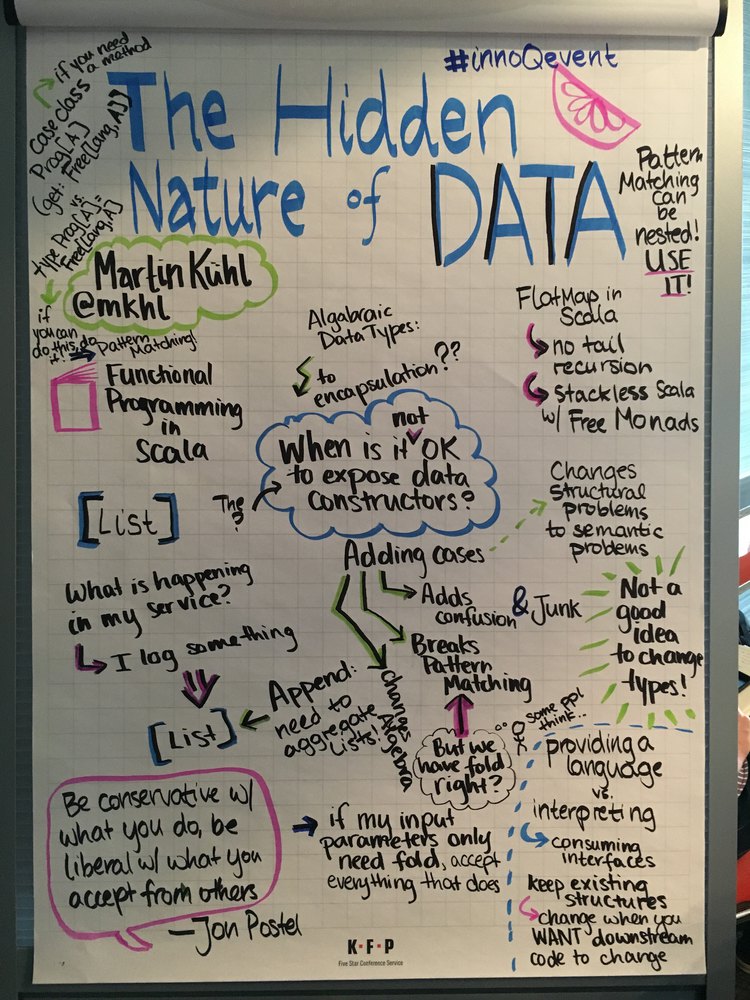 #innoQevent
The Hidden
Nature of DATA
if you need
a method
case class
Prog[A]
(get: Free[Lang,A])
vs.
type Prog[A]=
Free[Lang,A]
if
you can
do this, do
it!
Pattern Matching!
Pattern
Matching
can
be
nested!
USE
IT!
Martin Kühl
@mkhl
Functional
Programming
in
Scala
Algabraic
Data Types:
to
encapsulation??
FlatMap in
Scala
no tail
recursion
stackless Scala
w/ Free Monads
not
When is it OK
to expose data
constructors?
[List]
The
?
Changes
structural
problems
to semantic
problems
Adding cases
Adds
confusion & Junk
Breaks
Pattern
Matching
Changes
Algebra
Not a
good
idea
to change
types!
What is happening
in my service?
I log something
[List]
Append:
need to
aggregate
Lists!
But we
have fold
right?
some ppl
think..
providing a
language
vs.
interpreting
consuming
interfaces
keep existing
structures
change when you
WANT downstream
code to change
Be conservative w/
what you do, be
liberal w/ what you
accept from others
—Jon Postel
if my input
parameters only
need fold, accept
everything that does
K·F·P
Five Star Conference Service